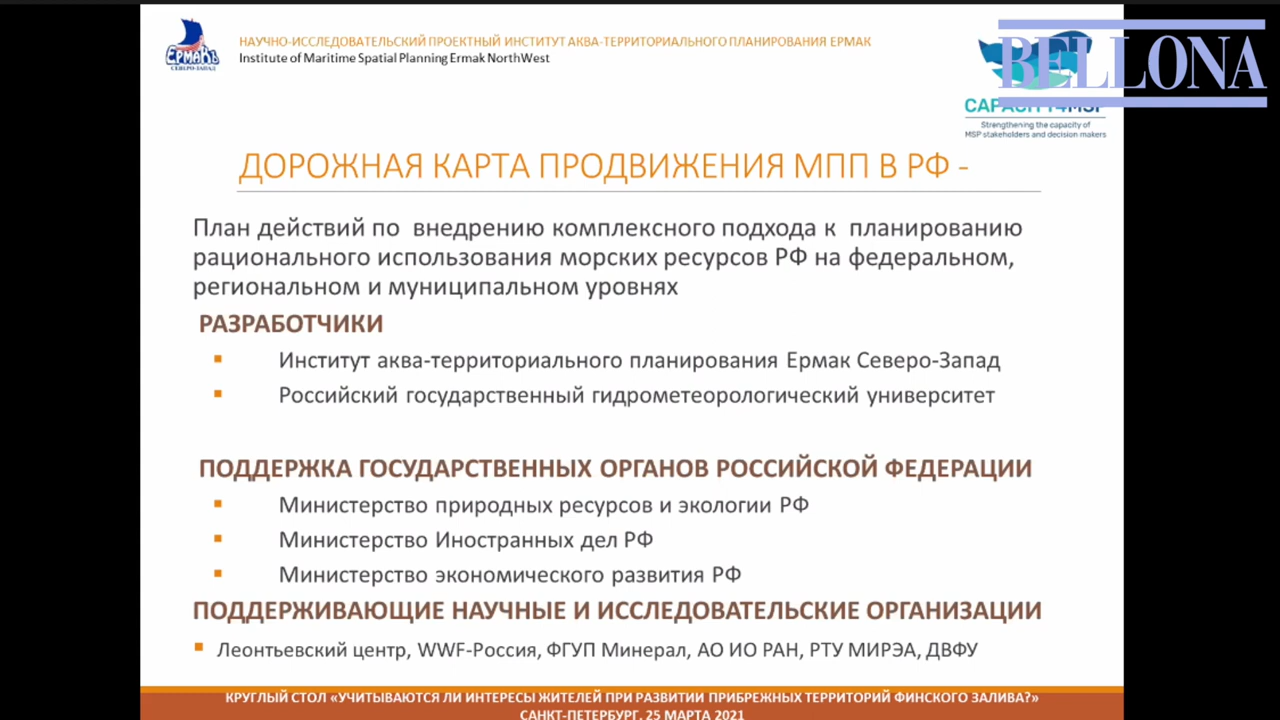 ЕРМАКЪ
СЕВЕРО-ЗАПАД
НАУЧНО-ИССЛЕДОВАТЕЛЬСКИЙ ПРОЕКТНЫЙ ИНСТИТУТ АКВА-ТЕРРИТОРИАЛЬНОГО ПЛАНИРОВАНИЯ ЕРМАК
Institute of Maritime Spatial Planning Ermak NorthWest
BELLONA
Strengthening the capacity of
MSP stakeholders and decision makers
ДОРОЖНАЯ КАРТА ПРОДВИЖЕНИЯ МПП В РФ -
План действий по внедрению комплексного подхода к планированию
рационального использования морских ресурсов РФ на федеральном,
региональном и муниципальном уровнях
РАЗРАБОТЧИКИ
▪ Институт аква-территориального планирования Ермак Северо-Запад
▪ Российский государственный гидрометеорологический университет
ПОДДЕРЖКА ГОСУДАРСТВЕННЫХ ОРГАНОВ РОССИЙСКОЙ ФЕДЕРАЦИИ
▪ Министерство природных ресурсов и экологии РФ
▪ Министерство Иностранных дел РФ
▪ Министерство экономического развития РФ
ПОДДЕРЖИВАЮЩИЕ НАУЧНЫЕ И ИССЛЕДОВАТЕЛЬСКИЕ ОРГАНИЗАЦИИ
▪ Леонтьевский центр, WWF-Россия, ФГУП Минерал, АО ИО РАН, РТУ МИРЭА, ДВФУ
КРУГЛЫЙ СТОЛ «УЧИТЫВАЮТСЯ ЛИ ИНТЕРЕСЫ ЖИТЕЛЕЙ ПРИ РАЗВИТИИ ПРИБРЕЖНЫХ ТЕРРИТОРИЙ ФИНСКОГО ЗАЛИВА?»
САНКТ-ПЕТЕРБУРГ, 25 МАРТА 2021